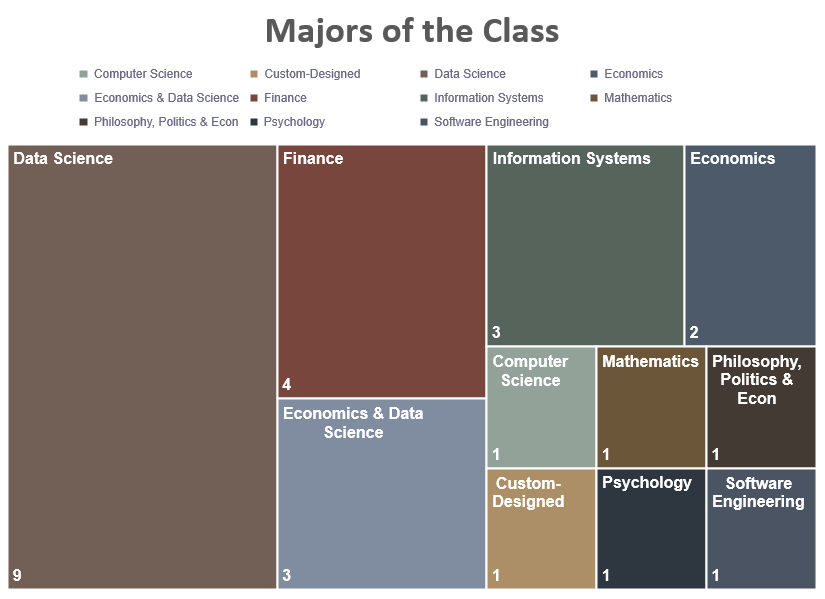 Majors of the Class
Computer Science
Custom-Designed
Data Science
Economics
Economics & Data Science
Finance
Information Systems
Mathematics
Philosophy, Politics & Econ
Psychology
Software Engineering
Data Science
9
Finance
4
Economics & Data
Science
3
Information Systems
3
Economics
2
Computer
Science
1
Mathematics
1
Philosophy,
Politics &
Econ
1
Custom-
Designed
1
Psychology
1
Software
Engineering
1